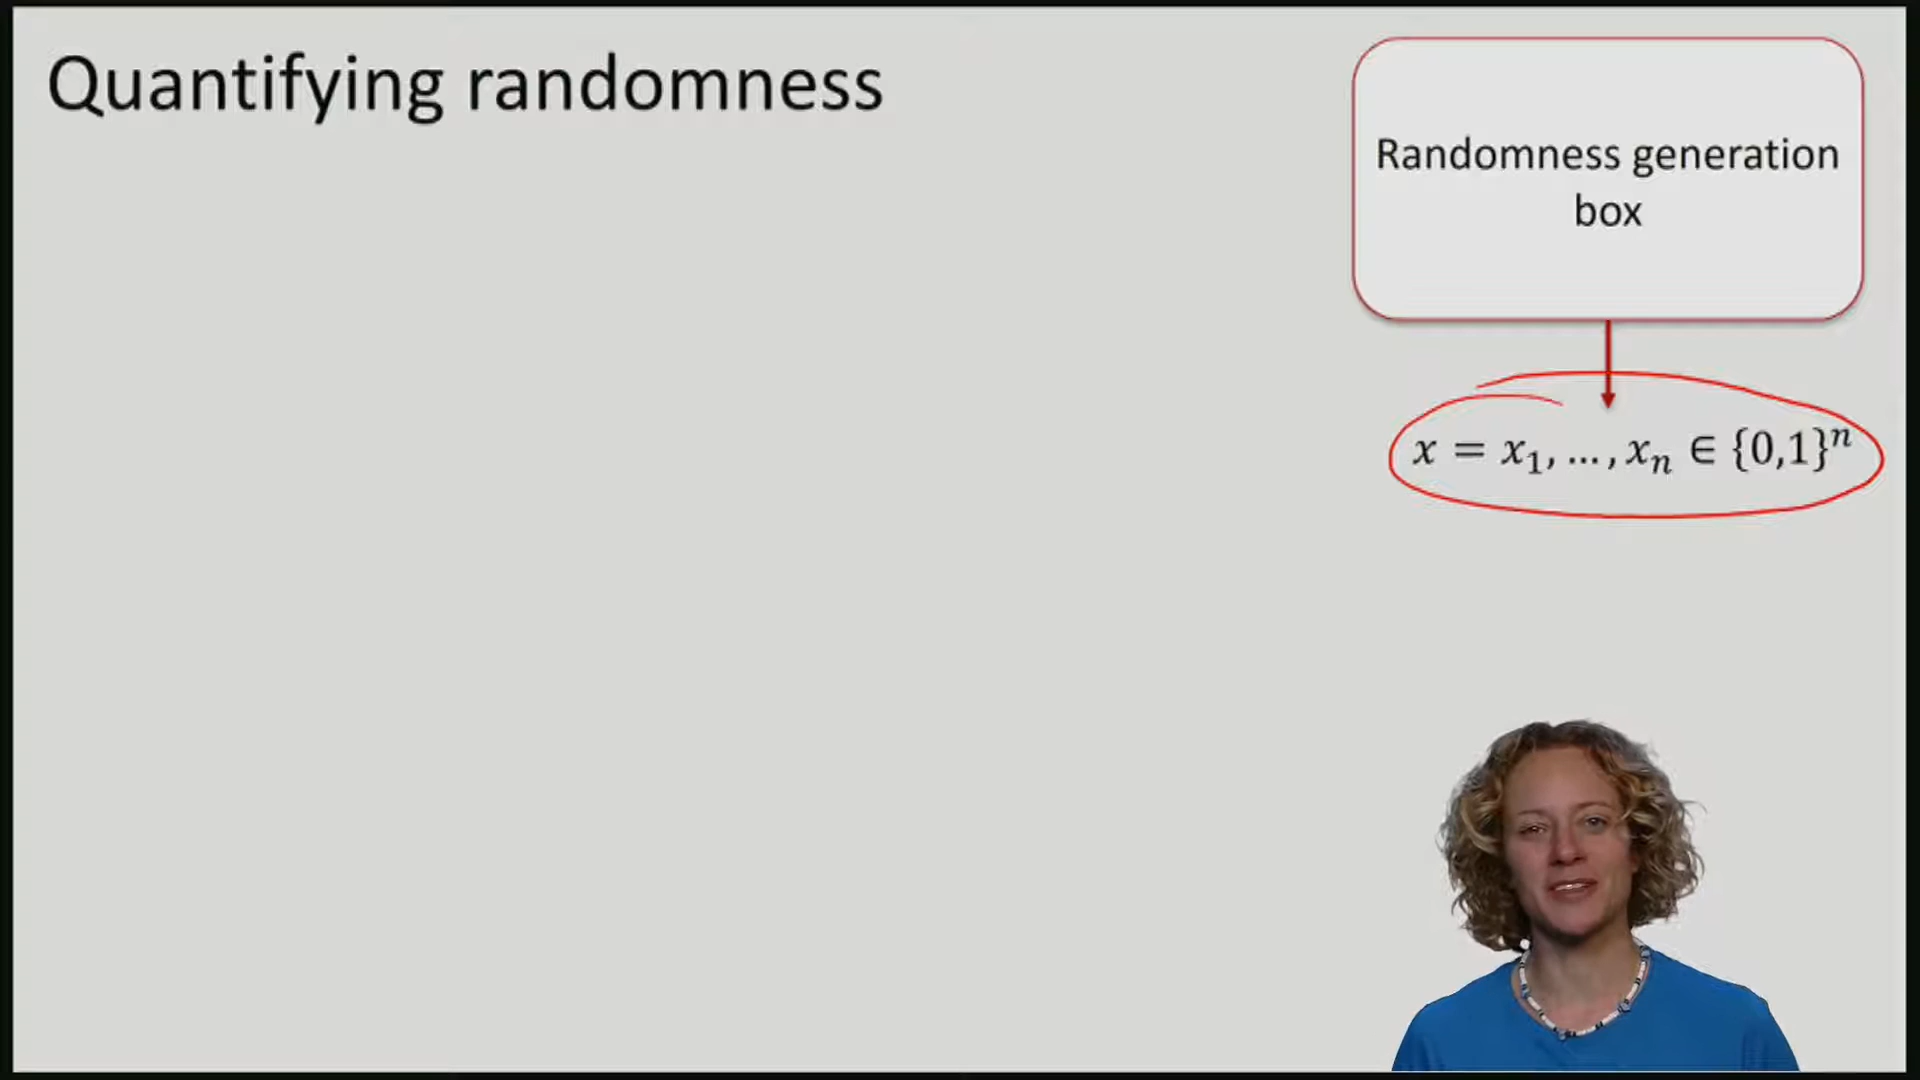 Quantifying randomness
Randomness generation
box
x = x₁, ..., xₙ ∈ {0,1}ⁿ